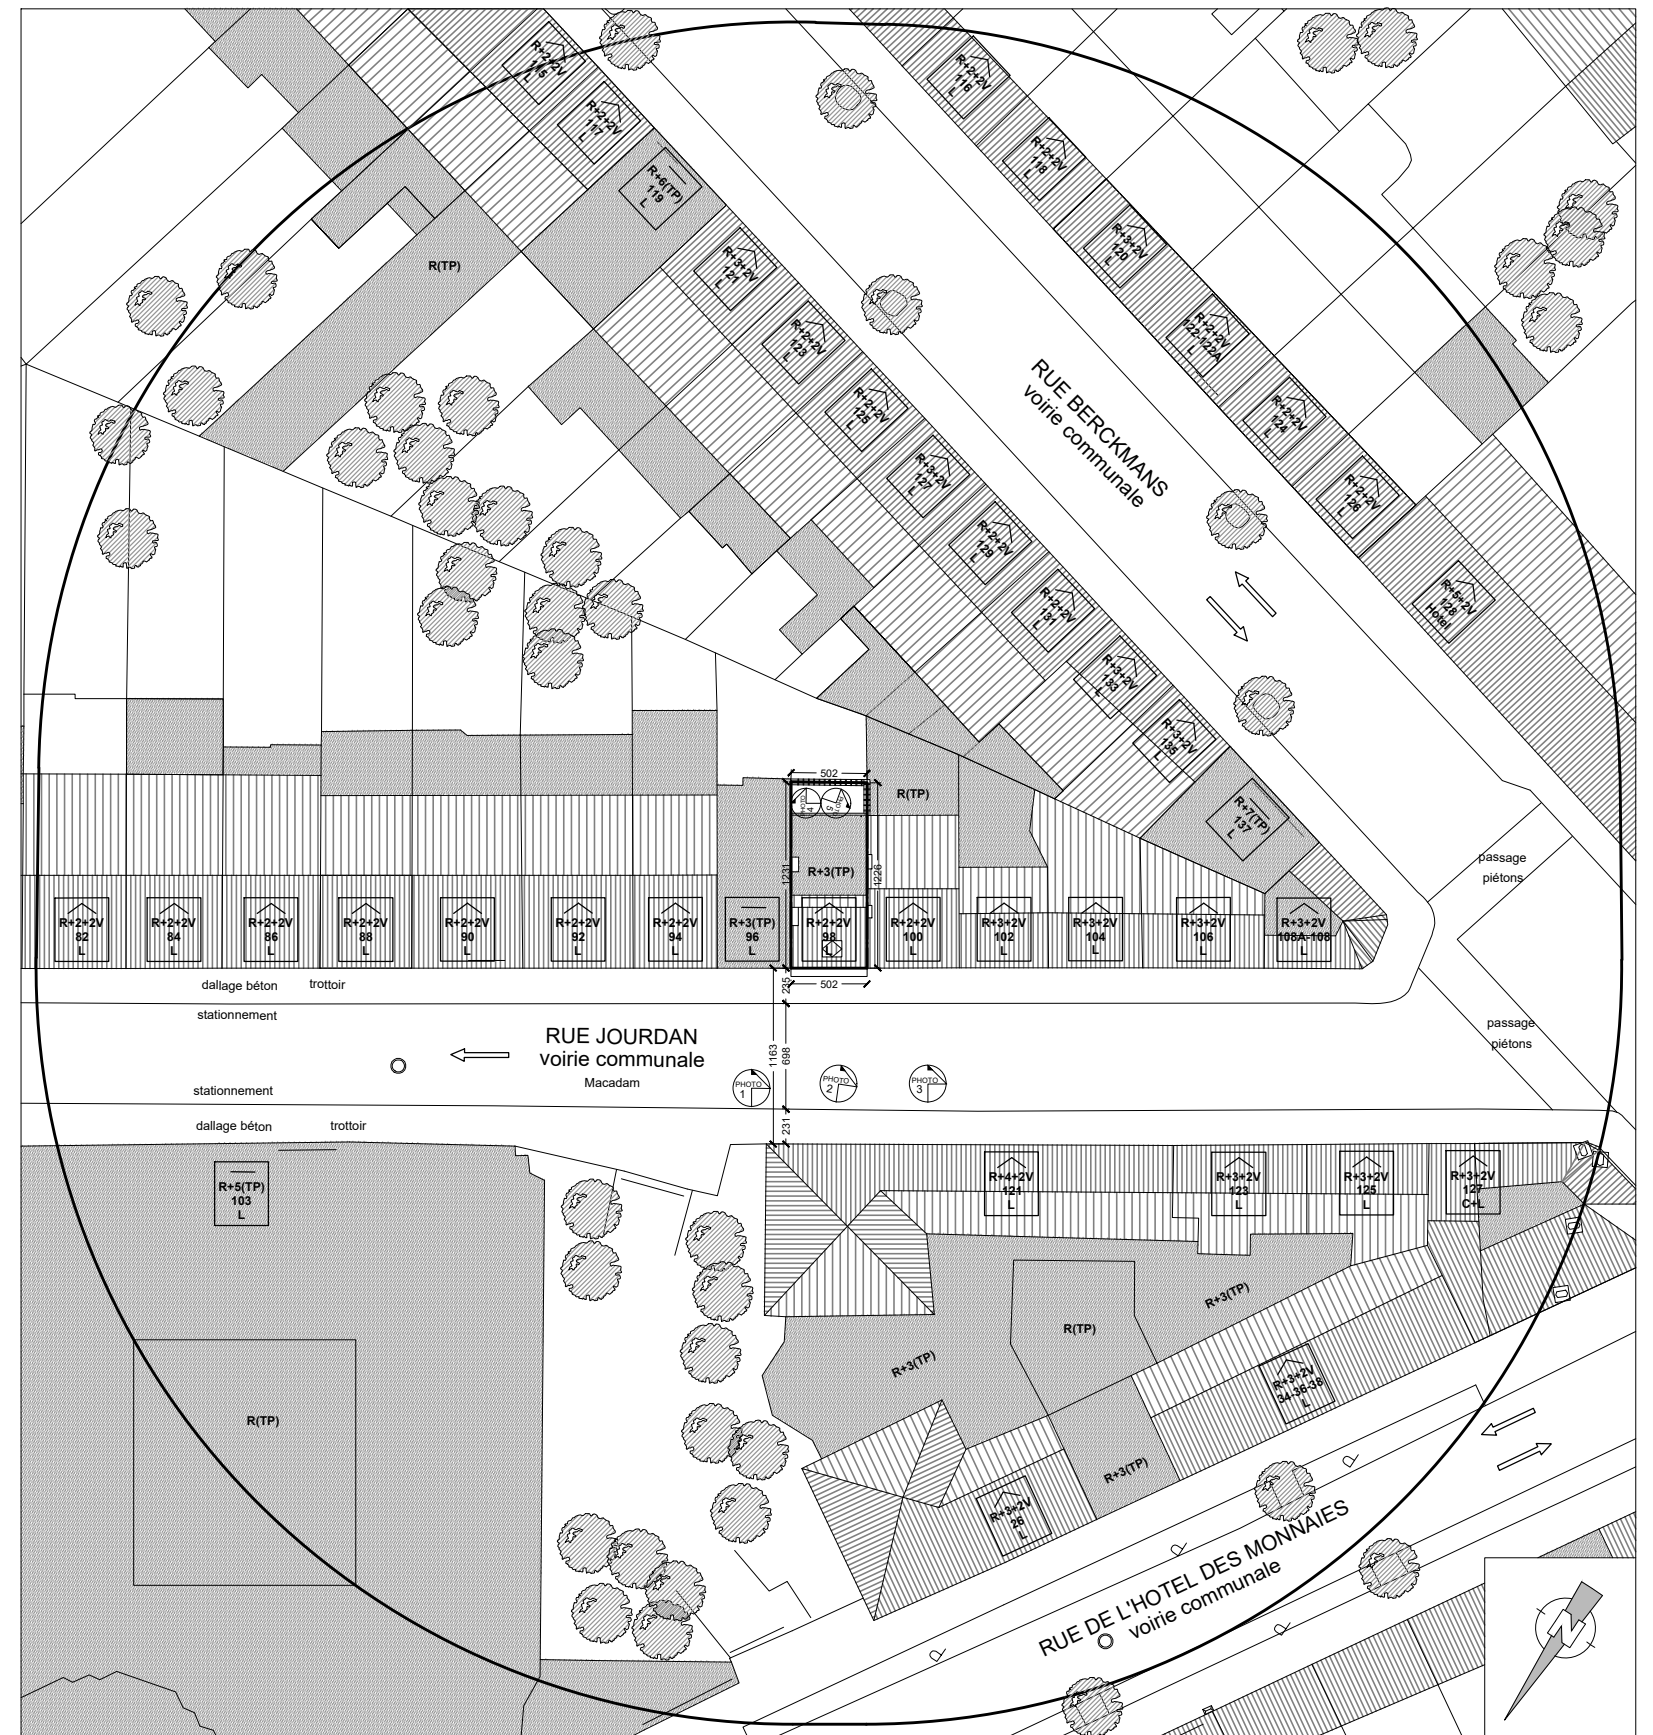 R+2+2V
115
L
R+2+2V
117
L
R+6(TP)
119
L
R+3+2V
121
L
R+2+2V
123
L
R+2+2V
125
L
R+3+2V
127
L
R+2+2V
129
L
R+2+2V
131
L
R+3+2V
133
L
R+3+2V
135
L
R+7(TP)
137
L
R(TP)
R+2+2V
116
L
R+2+2V
118
L
R+3+2V
120
L
R+2+2V
122-122A
L
R+2+2V
124
L
R+2+2V
126
L
R+5+2V
128
Hotel
RUE BERCKMANS
voirie communale
passage
piétons
502
R(TP)
PHOTO
4
PHOTO
5
1231
R+3(TP)
1226
R+2+2V
82
L
R+2+2V
84
L
R+2+2V
86
L
R+2+2V
88
L
R+2+2V
90
L
R+2+2V
92
L
R+2+2V
94
L
R+3(TP)
96
L
R+2+2V
98
L
R+2+2V
100
L
R+3+2V
102
L
R+3+2V
104
L
R+3+2V
106
L
R+3+2V
108A-108
L
dallage béton trottoir
235
502
stationnement
RUE JOURDAN
voirie communale
Macadam
1163
698
passage
piétons
PHOTO
1
PHOTO
2
PHOTO
3
stationnement
dallage béton trottoir
231
R+5(TP)
103
L
R+4+2V
121
L
R+3+2V
123
L
R+3+2V
125
L
R+3+2V
127
C+L
R+3(TP)
R(TP)
R+3(TP)
R+3+2V
34-36-38
L
R(TP)
R+3(TP)
R+3+2V
26
L
RUE DE L'HOTEL DES MONNAIES
voirie communale
N